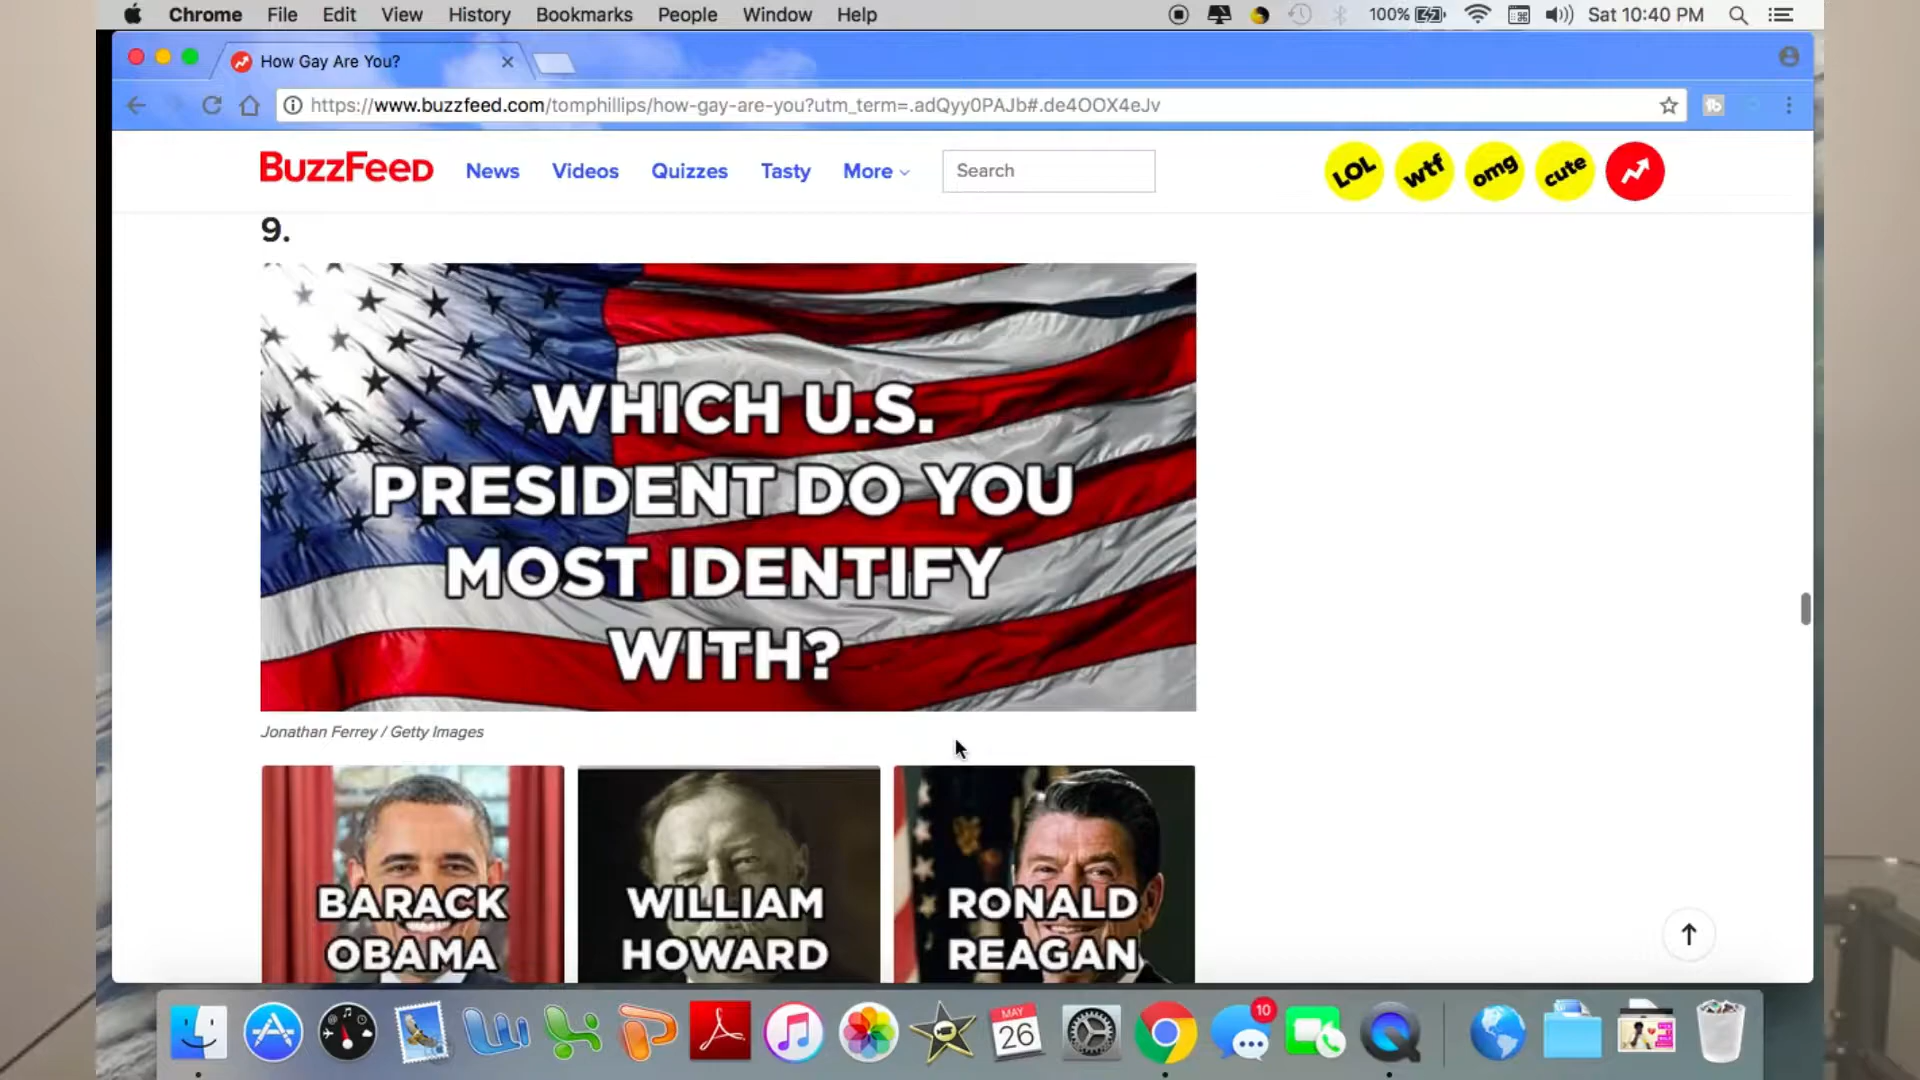 Chrome File Edit View History Bookmarks People Window Help
100% Sat 10:40 PM
How Gay Are You?
https://www.buzzfeed.com/tomphillips/how-gay-are-you?utm_term=.adQyy0PAJb#.de4OOX4eJv
BuzzFeed News Videos Quizzes Tasty More Search LOL wtf omg cute
9.
WHICH U.S.
PRESIDENT DO YOU
MOST IDENTIFY
WITH?
Jonathan Ferrey / Getty Images
BARACK
OBAMA
WILLIAM
HOWARD
RONALD
REAGAN
MAY
26
10